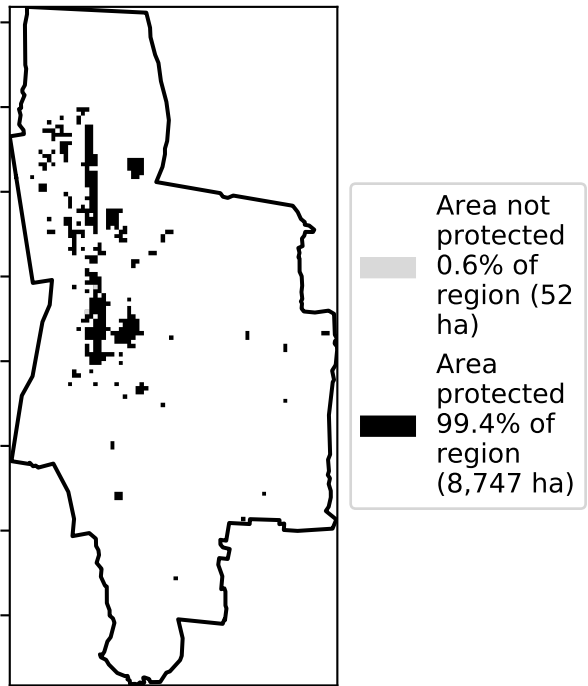 Area not
protected
0.6% of
region (52
ha)
Area
protected
99.4% of
region
(8,747 ha)